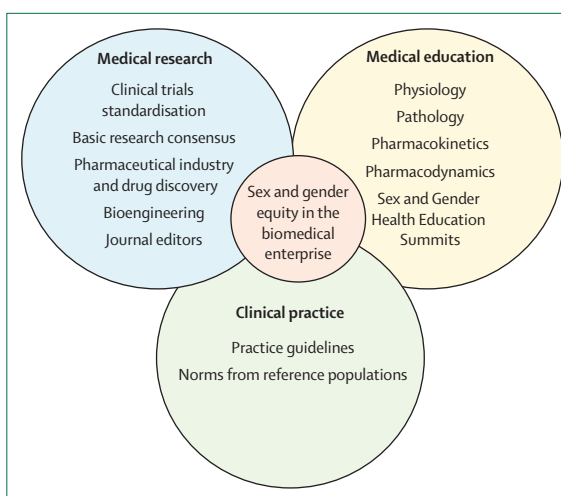 Medical research
Clinical trials
standardisation
Basic research consensus
Pharmaceutical industry
and drug discovery
Bioengineering
Journal editors
Medical education
Physiology
Pathology
Pharmacokinetics
Pharmacodynamics
Sex and Gender
Health Education
Summits
Sex and gender
equity in the
biomedical
enterprise
Clinical practice
Practice guidelines
Norms from reference populations